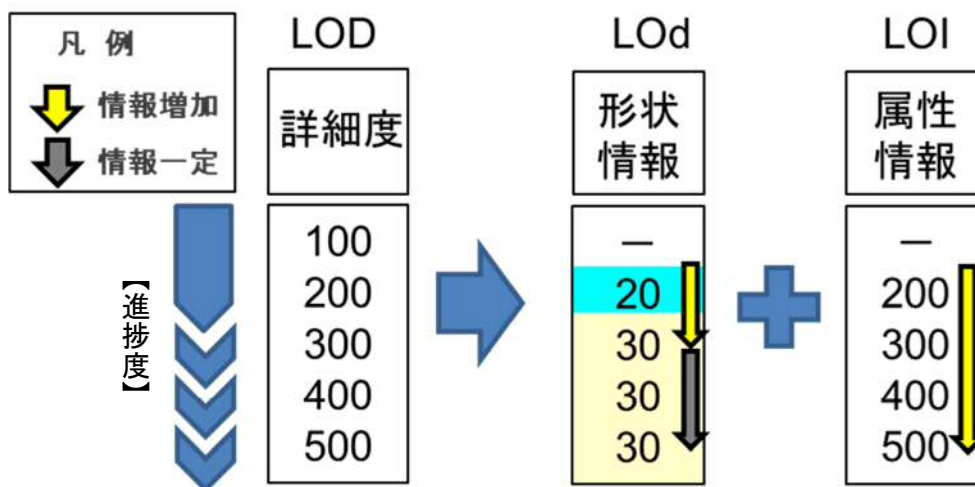 凡 例
情報増加
情報一定
LOD
詳細度
【進捗度】
100
200
300
400
500
LOd
形状
情報
—
20
30
30
30
LOI
属性
情報
—
200
300
400
500